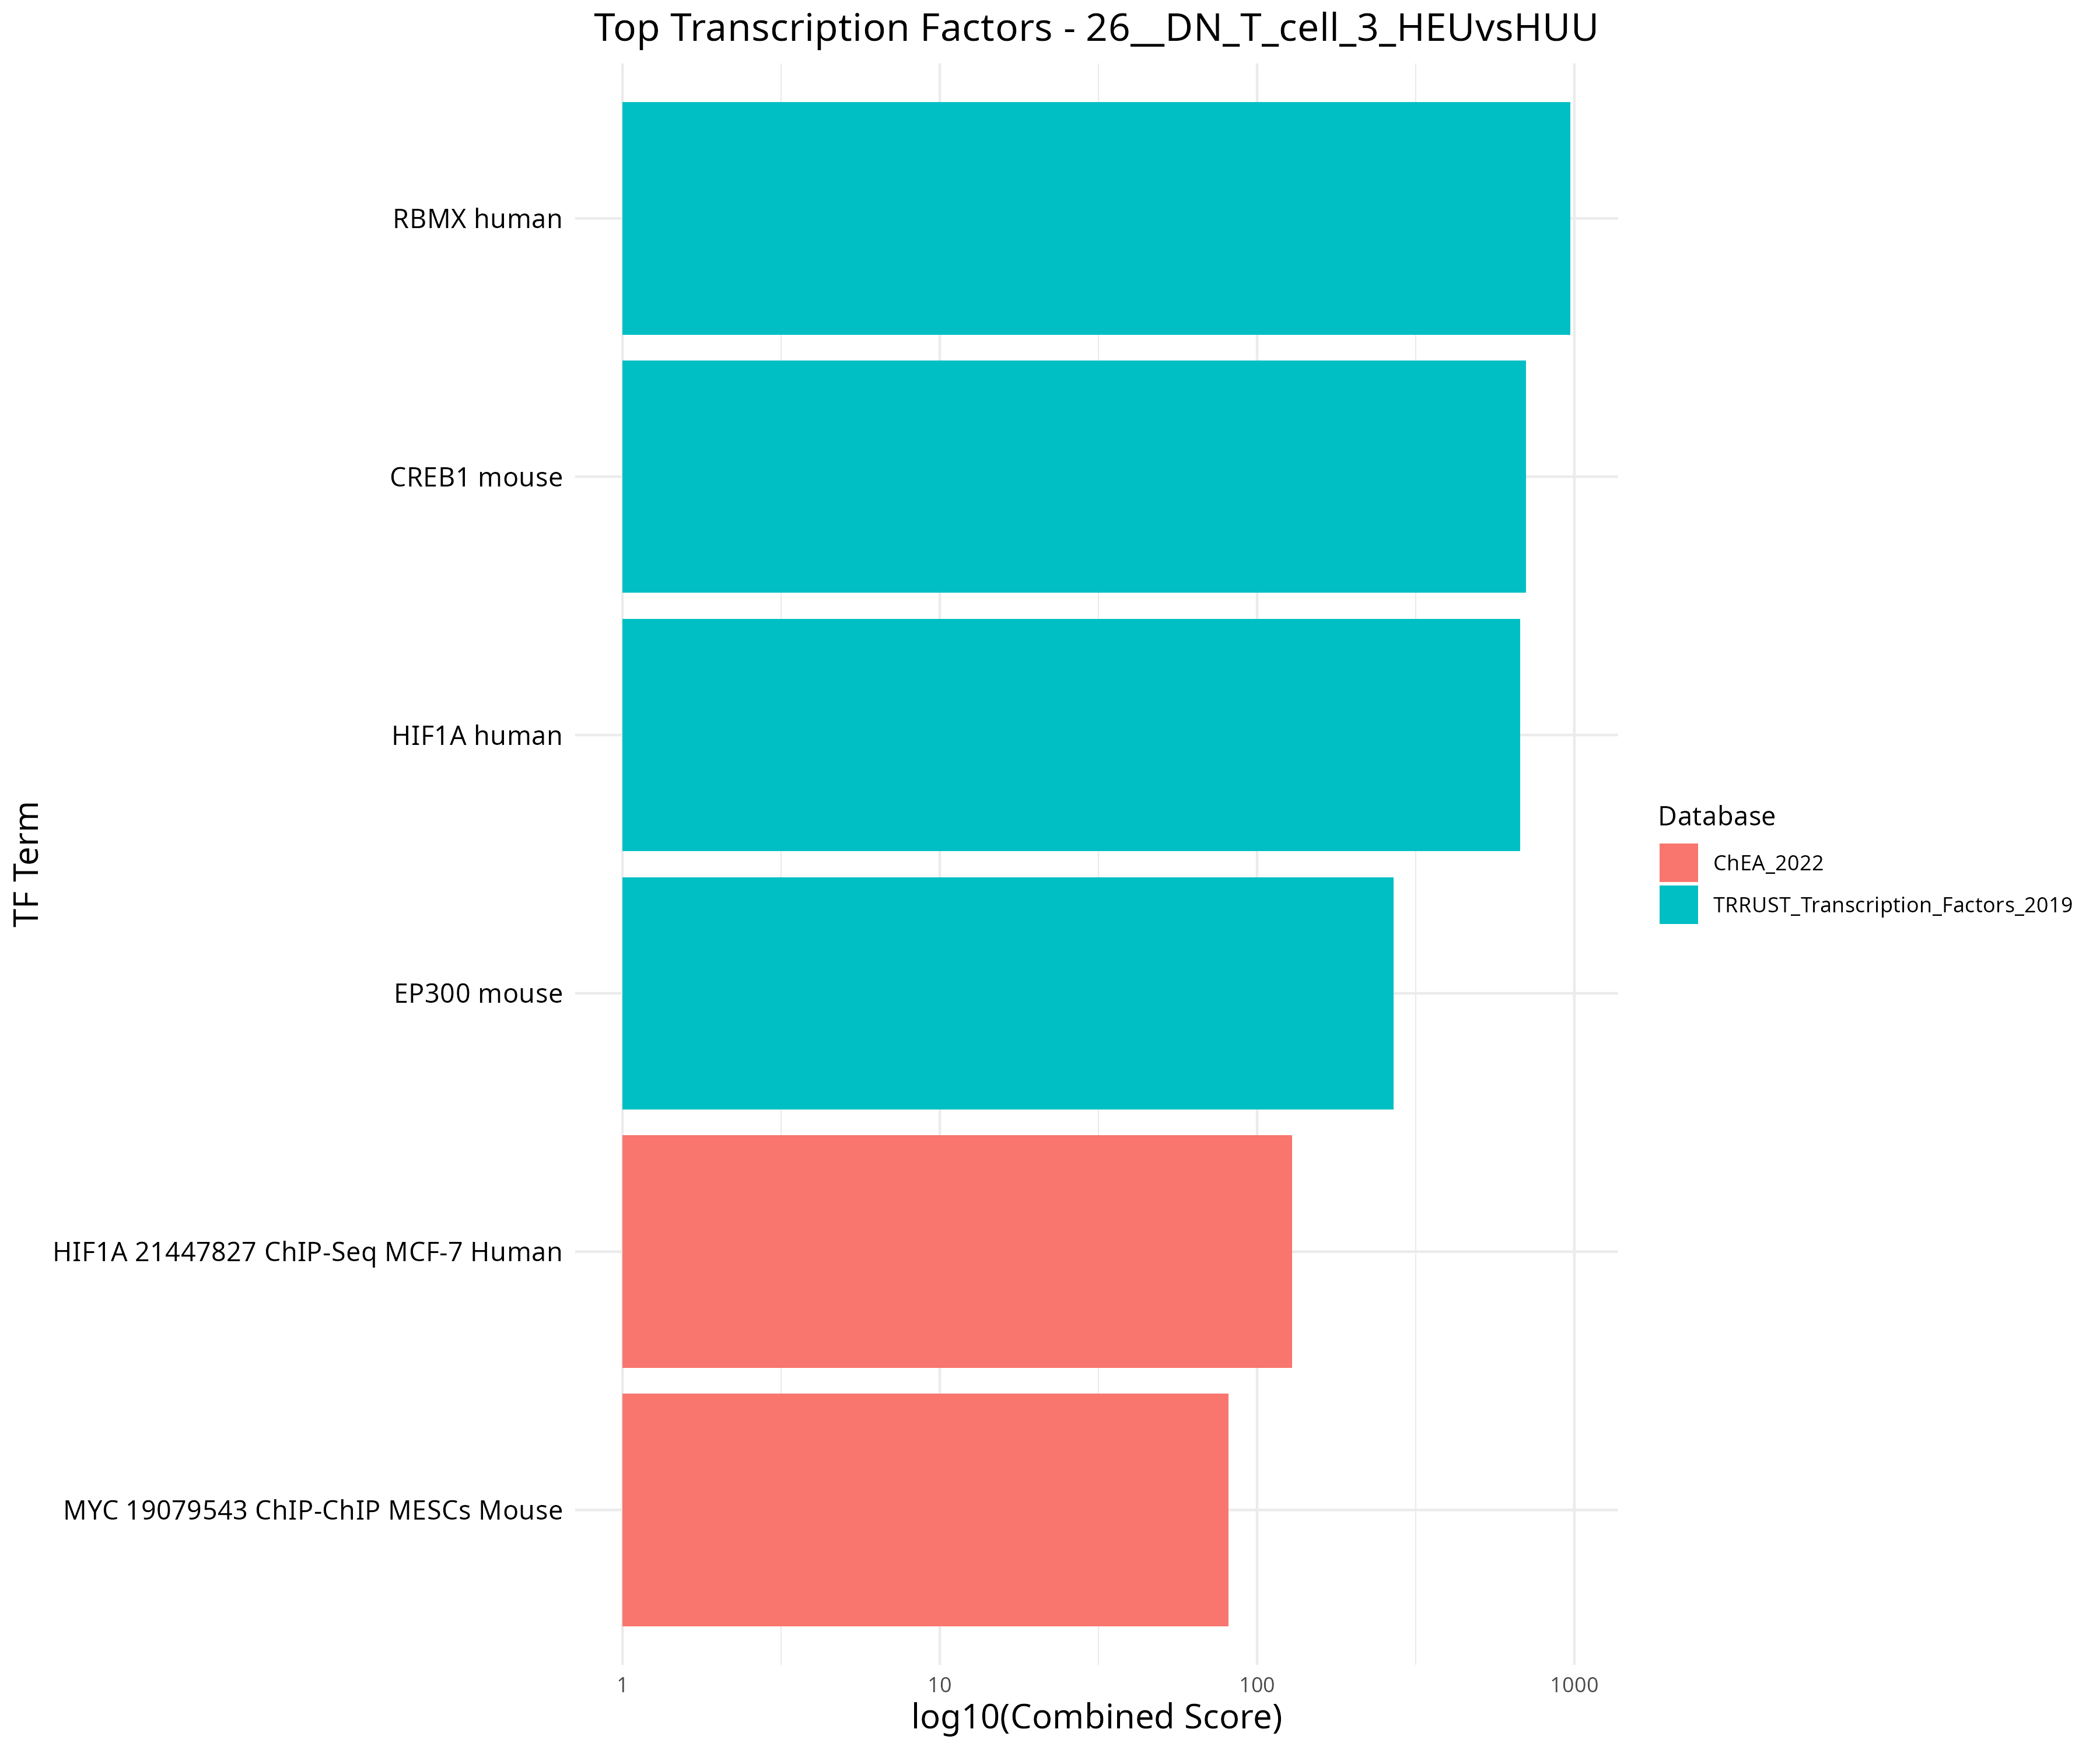 Top Transcription Factors - 26__DN_T_cell_3_HEUvsHUU
RBMX human
CREB1 mouse
HIF1A human
EP300 mouse
HIF1A 21447827 ChIP-Seq MCF-7 Human
MYC 19079543 ChIP-ChIP MESCs Mouse
TF Term
1 10 100 1000
log10(Combined Score)
Database
ChEA_2022
TRRUST_Transcription_Factors_2019